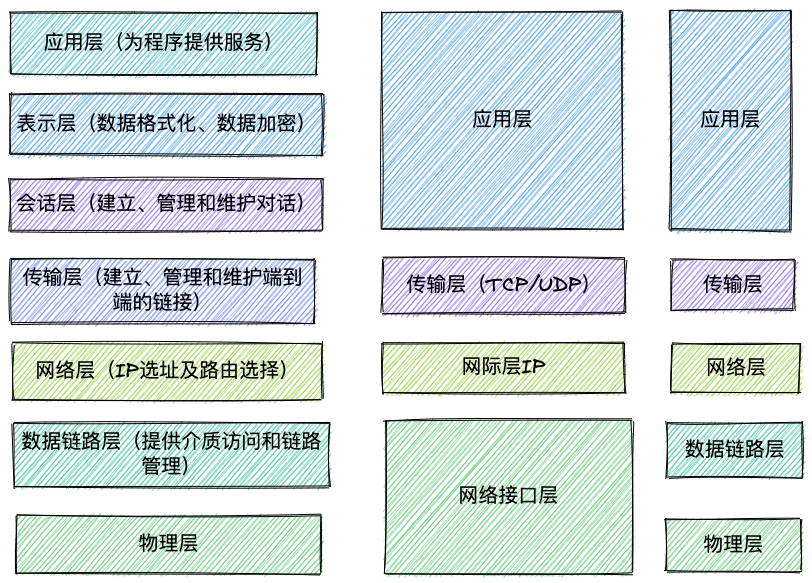 应用层（为程序提供服务）
表示层（数据格式化、数据加密）
会话层（建立、管理和维护对话）
传输层（建立、管理和维护端到
端的链接）
网络层（IP选址及路由选择）
数据链路层（提供介质访问和链路
管理）
物理层
应用层
传输层（TCP/UDP）
网际层IP
网络接口层
应用层
传输层
网络层
数据链路层
物理层